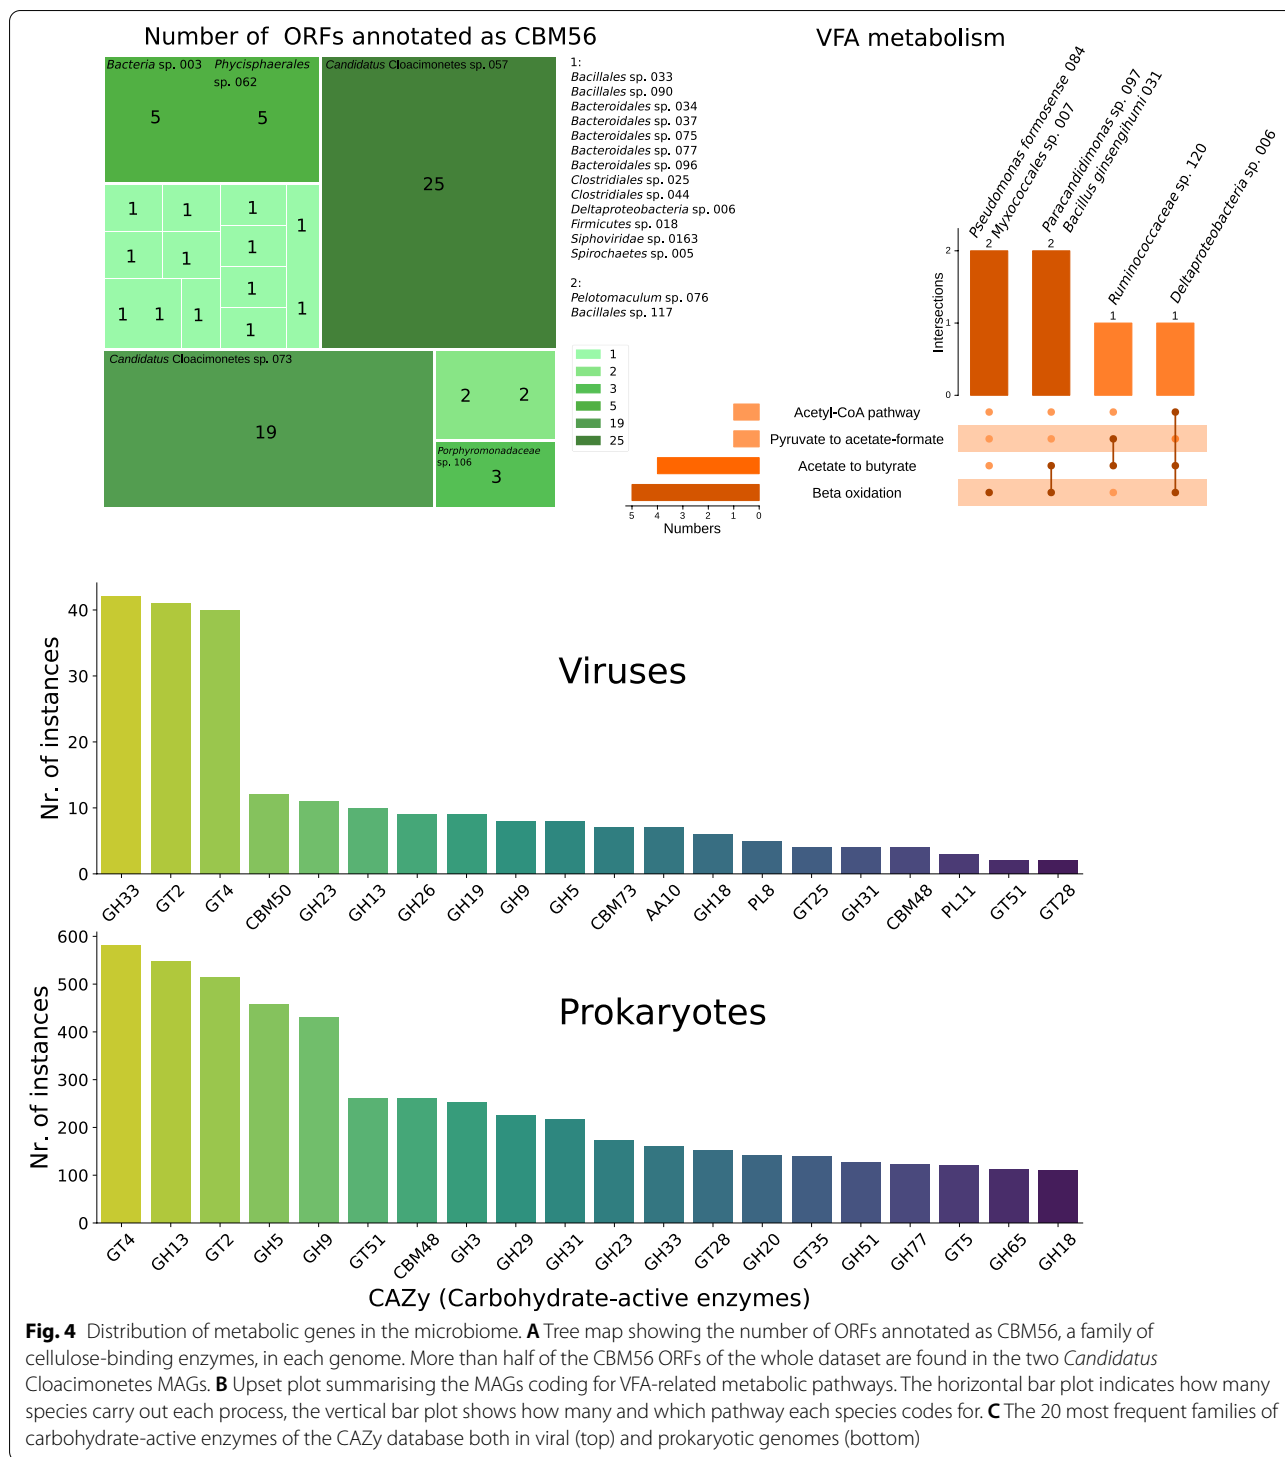 Number of ORFs annotated as CBM56
Bacteria sp. 003
Phycisphaerales
sp. 062
5
5
Candidatus Cloacimonetes sp. 057
25
1
1
1
1
1
1
1
1
1
1
1
1
1
Candidatus Cloacimonetes sp. 073
19
2
2
Porphyromonadaceae
sp. 106
3
1:
Bacillales sp. 033
Bacillales sp. 090
Bacteroidales sp. 034
Bacteroidales sp. 037
Bacteroidales sp. 075
Bacteroidales sp. 077
Bacteroidales sp. 096
Clostridiales sp. 025
Clostridiales sp. 044
Deltaproteobacteria sp. 006
Firmicutes sp. 018
Siphoviridae sp. 0163
Spirochaetes sp. 005
2:
Pelotomaculum sp. 076
Bacillales sp. 117
1
2
3
5
19
25
VFA metabolism
Pseudomonas formosense 084
Myxococcales sp. 007
Paracandidimonas sp. 097
Bacillus ginsengihumi 031
Ruminococcaceae sp. 120
Deltaproteobacteria sp. 006
2
2
1
1
2
1
0
Intersections
Acetyl-CoA pathway
Pyruvate to acetate-formate
Acetate to butyrate
Beta oxidation
5 4 3 2 1 0
Numbers
Viruses
Nr. of instances
40
30
20
10
0
GH33 GT2 GT4 CBM50 GH23 GH13 GH26 GH19 GH9 GH5 CBM73 AA10 GH18 PL8 GT25 GH31 CBM48 PL11 GT51 GT28
Prokaryotes
Nr. of instances
600
500
400
300
200
100
0
GT4 GH13 GT2 GH5 GH9 GT51 CBM48 GH3 GH29 GH31 GH23 GH33 GT28 GH20 GT35 GH51 GH77 GT5 GH65 GH18
CAZy (Carbohydrate-active enzymes)
Fig. 4 Distribution of metabolic genes in the microbiome. A Tree map showing the number of ORFs annotated as CBM56, a family of
cellulose-binding enzymes, in each genome. More than half of the CBM56 ORFs of the whole dataset are found in the two Candidatus
Cloacimonetes MAGs. B Upset plot summarising the MAGs coding for VFA-related metabolic pathways. The horizontal bar plot indicates how many
species carry out each process, the vertical bar plot shows how many and which pathway each species codes for. C The 20 most frequent families of
carbohydrate-active enzymes of the CAZy database both in viral (top) and prokaryotic genomes (bottom)